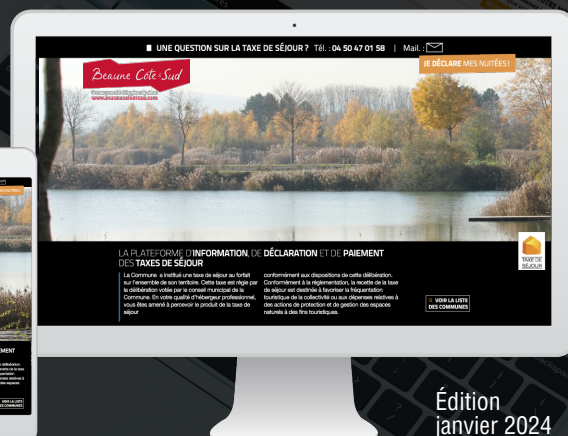 UNE QUESTION SUR LA TAXE DE SÉJOUR ? Tél. : 04 50 47 01 58 | Mail. :
JE DÉCLARE MES NUITÉES !
Beaune Côte & Sud
www.beaunecoteetsud.com
LA PLATEFORME D'INFORMATION, DE DÉCLARATION ET DE PAIEMENT
DES TAXES DE SÉJOUR
La Commune a institué une taxe de séjour au forfait
sur l'ensemble de son territoire. Cette taxe est régie par
la délibération votée par le conseil municipal de la
Commune. En votre qualité d'hébergeur professionnel,
vous êtes amené à percevoir le produit de la taxe de
séjour
conformément aux dispositions de cette délibération.
Conformément à la réglementation, la recette de la taxe
de séjour est destinée à favoriser la fréquentation
touristique de la collectivité ou aux dépenses relatives à
des actions de protection et de gestion des espaces
naturels à des fins touristiques.
TAXE DE
SÉJOUR
VOIR LA LISTE
DES COMMUNES
Édition
janvier 2024